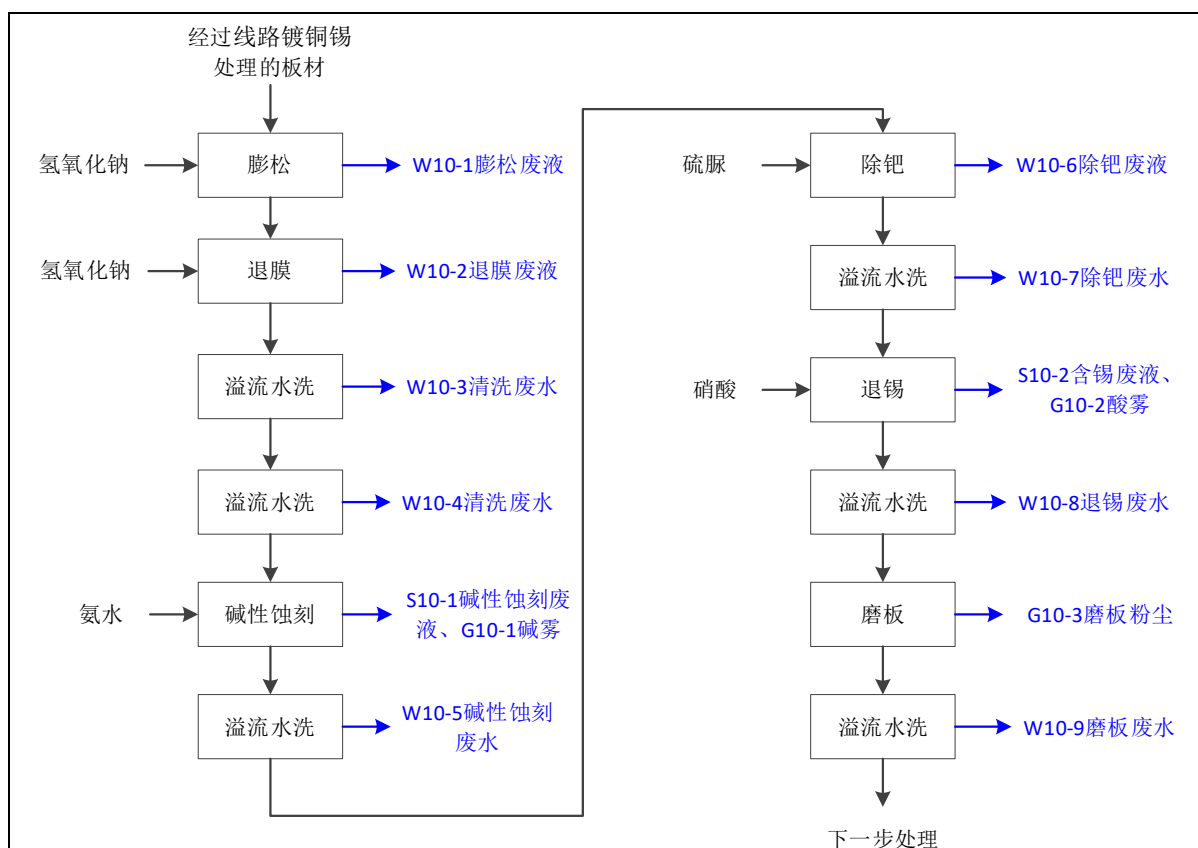 经过线路镀铜锡
处理的板材
氢氧化钠
膨松
W10-1膨松废液
氢氧化钠
退膜
W10-2退膜废液
溢流水洗
W10-3清洗废水
溢流水洗
W10-4清洗废水
氨水
碱性蚀刻
S10-1碱性蚀刻废
液、G10-1碱雾
溢流水洗
W10-5碱性蚀刻
废水
硫脲
除钯
W10-6除钯废液
溢流水洗
W10-7除钯废水
硝酸
退锡
S10-2含锡废液、
G10-2酸雾
溢流水洗
W10-8退锡废水
磨板
G10-3磨板粉尘
溢流水洗
W10-9磨板废水
下一步处理